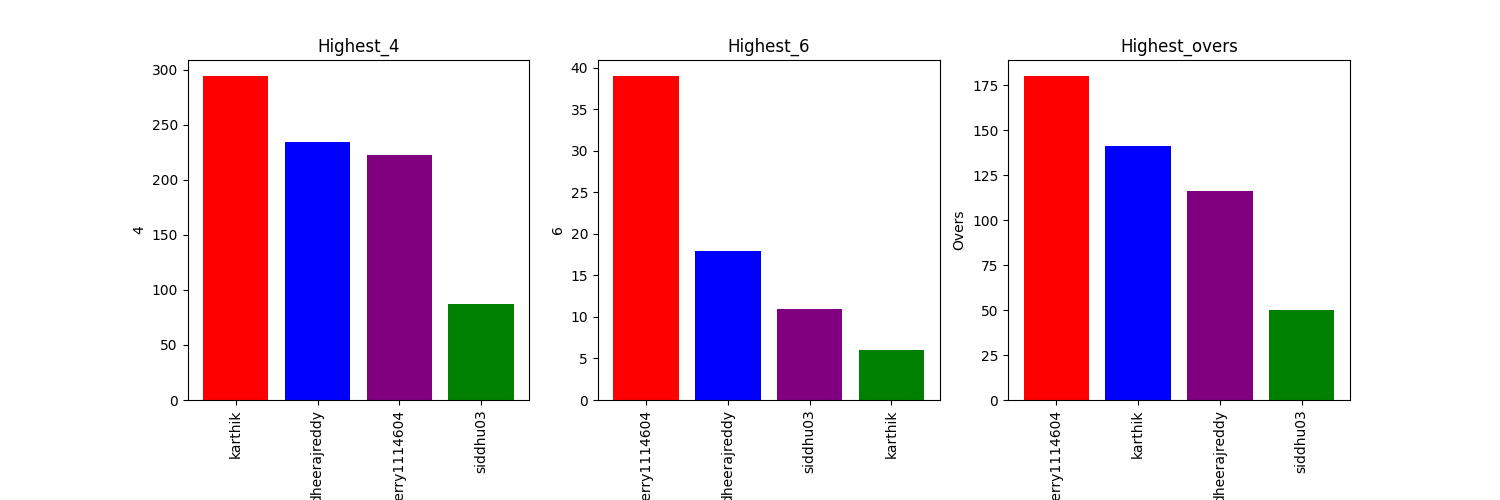 Highest_4
300
250
200
150
100
50
0
4
karthik
dheerajreddy
erry1114604
siddhu03
Highest_6
40
35
30
25
20
15
10
5
0
6
erry1114604
dheerajreddy
siddhu03
karthik
Highest_overs
175
150
125
100
75
50
25
0
Overs
erry1114604
karthik
dheerajreddy
siddhu03